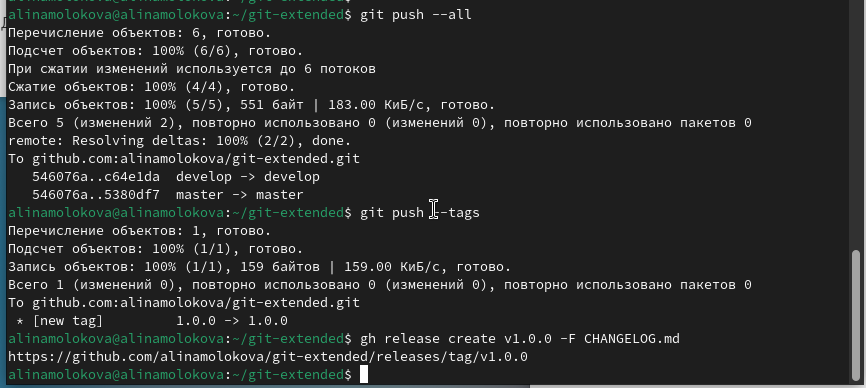 alinamolokova@alinamolokova:~/git-extended$ git push --all
Перечисление объектов: 6, готово.
Подсчет объектов: 100% (6/6), готово.
При сжатии изменений используется до 6 потоков
Сжатие объектов: 100% (4/4), готово.
Запись объектов: 100% (5/5), 551 байт | 183.00 КиБ/с, готово.
Всего 5 (изменений 2), повторно использовано 0 (изменений 0), повторно использовано пакетов 0
remote: Resolving deltas: 100% (2/2), done.
To github.com:alinamolokova/git-extended.git
   546076a..c64e1da  develop -> develop
   546076a..5380df7  master -> master
alinamolokova@alinamolokova:~/git-extended$ git push --tags
Перечисление объектов: 1, готово.
Подсчет объектов: 100% (1/1), готово.
Запись объектов: 100% (1/1), 159 байтов | 159.00 КиБ/с, готово.
Всего 1 (изменений 0), повторно использовано 0 (изменений 0), повторно использовано пакетов 0
To github.com:alinamolokova/git-extended.git
 * [new tag]         1.0.0 -> 1.0.0
alinamolokova@alinamolokova:~/git-extended$ gh release create v1.0.0 -F CHANGELOG.md
https://github.com/alinamolokova/git-extended/releases/tag/v1.0.0
alinamolokova@alinamolokova:~/git-extended$